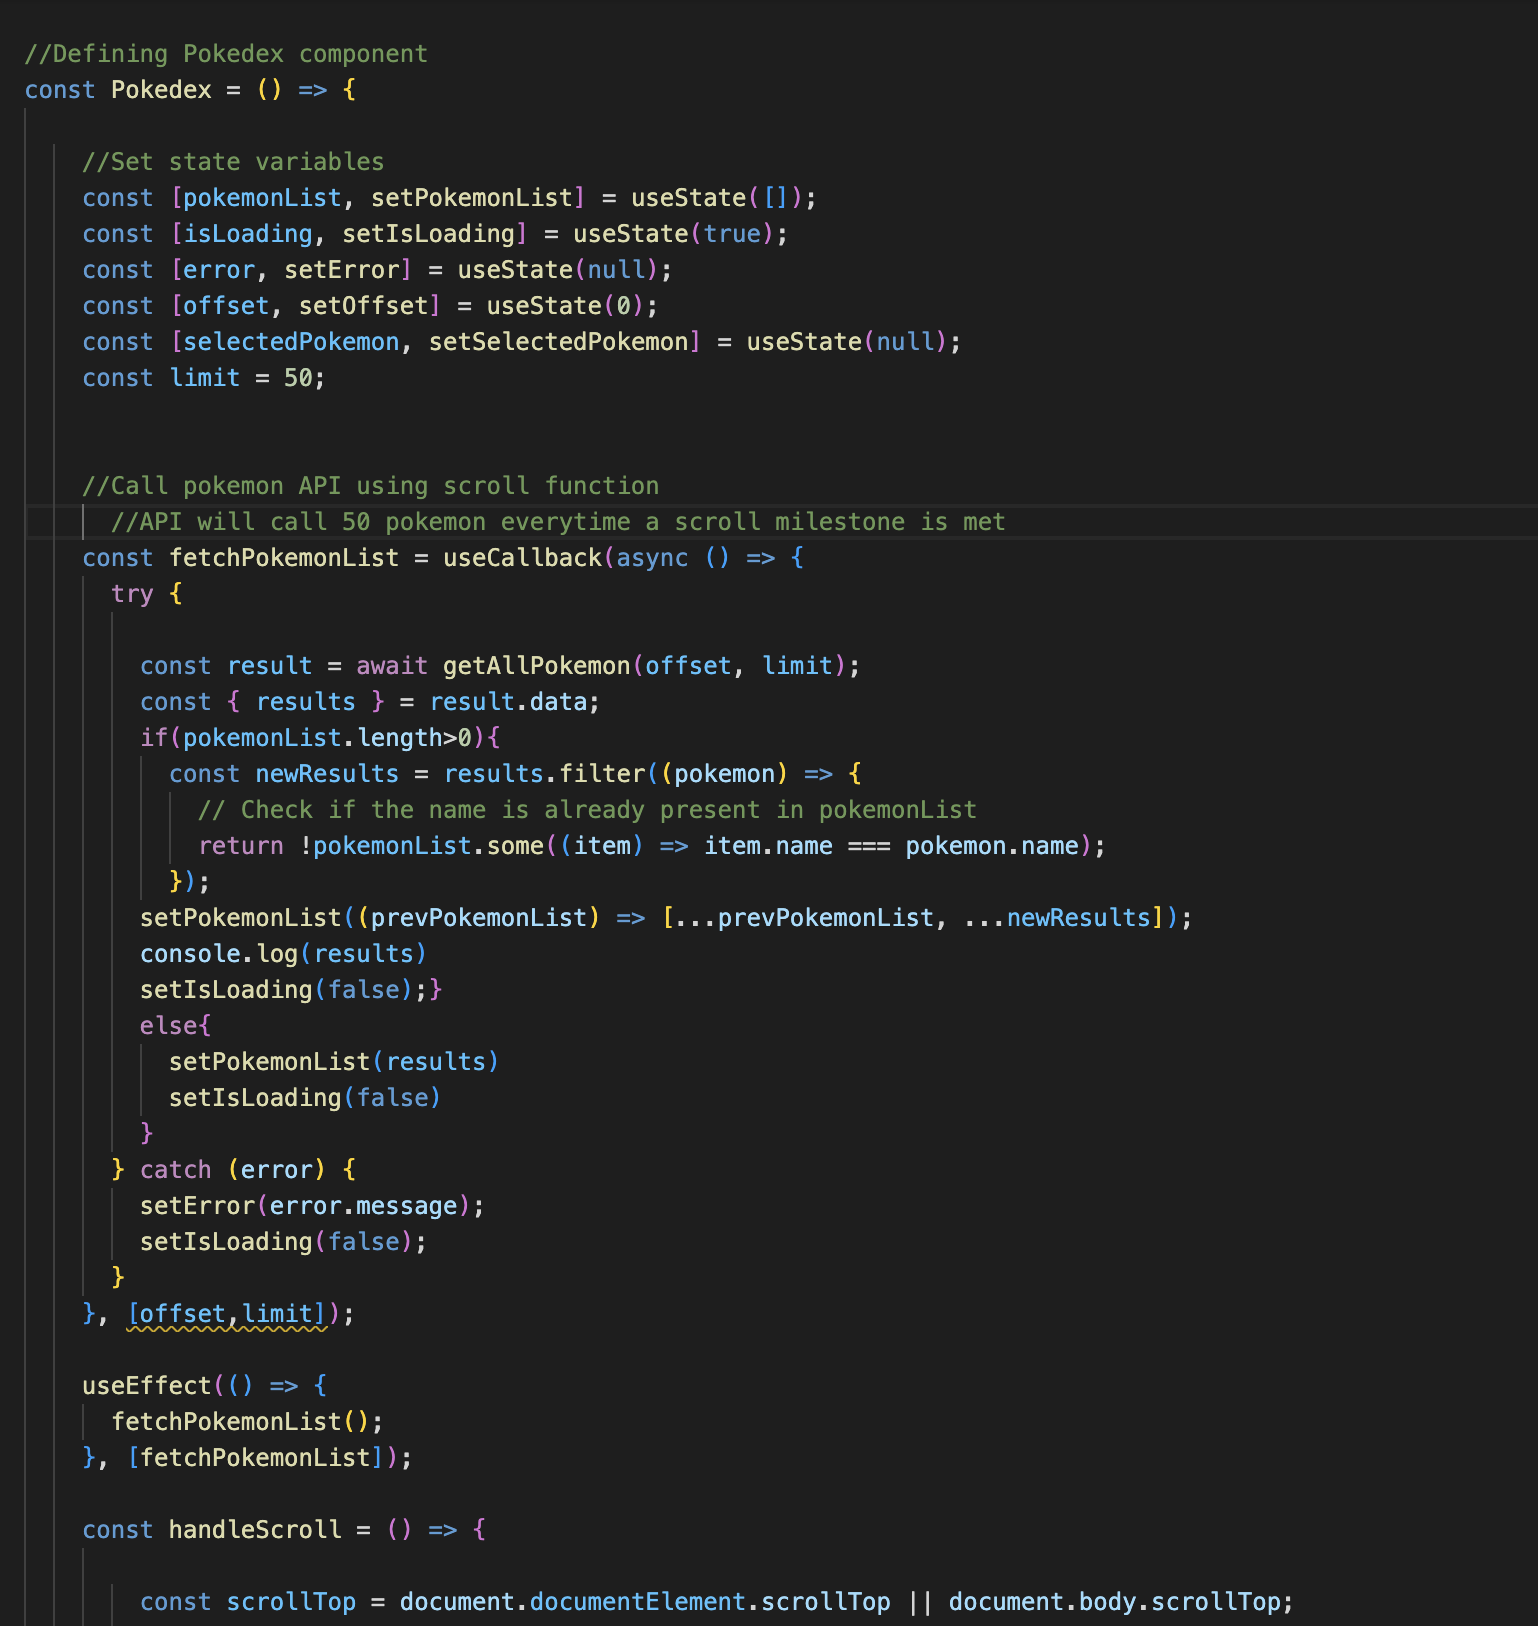 //Defining Pokedex component
const Pokedex = () => {
//Set state variables
const [pokemonList, setPokemonList] = useState([]);
const [isLoading, setIsLoading] = useState(true);
const [error, setError] = useState(null);
const [offset, setOffset] = useState(0);
const [selectedPokemon, setSelectedPokemon] = useState(null);
const limit = 50;
//Call pokemon API using scroll function
//API will call 50 pokemon everytime a scroll milestone is met
const fetchPokemonList = useCallback(async () => {
try {
const result = await getAllPokemon(offset, limit);
const { results } = result.data;
if(pokemonList.length>0){
const newResults = results.filter((pokemon) => {
// Check if the name is already present in pokemonList
return !pokemonList.some((item) => item.name === pokemon.name);
});
setPokemonList((prevPokemonList) => [...prevPokemonList, ...newResults]);
console.log(results)
setIsLoading(false);}
else{
setPokemonList(results)
setIsLoading(false)
}
} catch (error) {
setError(error.message);
setIsLoading(false);
}
}, [offset,limit]);
useEffect(() => {
fetchPokemonList();
}, [fetchPokemonList]);
const handleScroll = () => {
const scrollTop = document.documentElement.scrollTop || document.body.scrollTop;